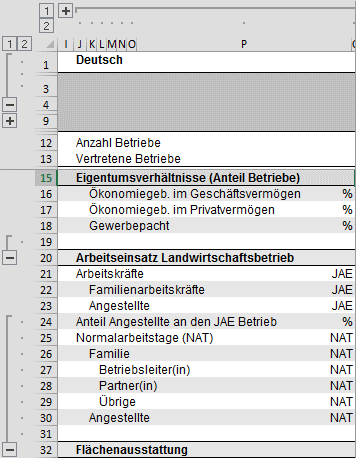 1
2
1 2 I J K L M N O P
1 Deutsch
3
4
9
12 Anzahl Betriebe
13 Vertretene Betriebe
15 Eigentumsverhältnisse (Anteil Betriebe)
16 Ökonomiegeb. im Geschäftsvermögen %
17 Ökonomiegeb. im Privatvermögen %
18 Gewerbepacht %
19
20 Arbeitseinsatz Landwirtschaftsbetrieb
21 Arbeitskräfte JAE
22 Familienarbeitskräfte JAE
23 Angestellte JAE
24 Anteil Angestellte an den JAE Betrieb %
25 Normalarbeitstage (NAT) NAT
26 Familie NAT
27 Betriebsleiter(in) NAT
28 Partner(in) NAT
29 Übrige NAT
30 Angestellte NAT
31
32 Flächenausstattung